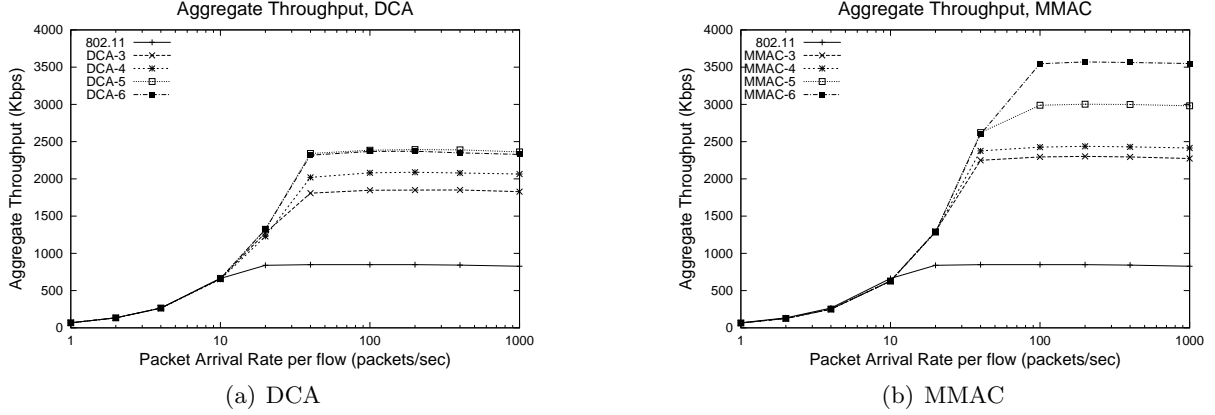 Aggregate Throughput, DCA
4000
3500
3000
2500
2000
1500
1000
500
0
Aggregate Throughput (Kbps)
802.11
DCA-3
DCA-4
DCA-5
DCA-6
1
10
100
1000
Packet Arrival Rate per flow (packets/sec)
(a) DCA
Aggregate Throughput, MMAC
4000
3500
3000
2500
2000
1500
1000
500
0
Aggregate Throughput (Kbps)
802.11
MMAC-3
MMAC-4
MMAC-5
MMAC-6
1
10
100
1000
Packet Arrival Rate per flow (packets/sec)
(b) MMAC